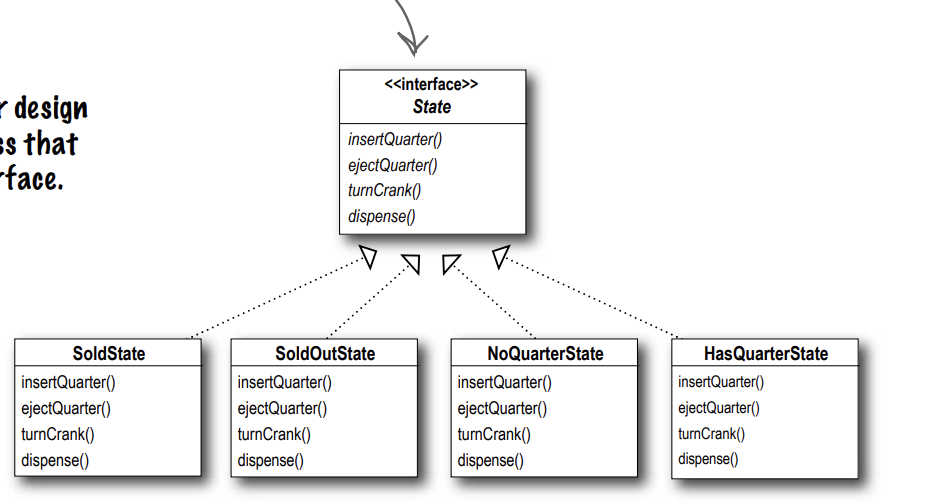 r design
ss that
rface.
<<interface>>
State
insertQuarter()
ejectQuarter()
turnCrank()
dispense()
SoldState
insertQuarter()
ejectQuarter()
turnCrank()
dispense()
SoldOutState
insertQuarter()
ejectQuarter()
turnCrank()
dispense()
NoQuarterState
insertQuarter()
ejectQuarter()
turnCrank()
dispense()
HasQuarterState
insertQuarter()
ejectQuarter()
turnCrank()
dispense()